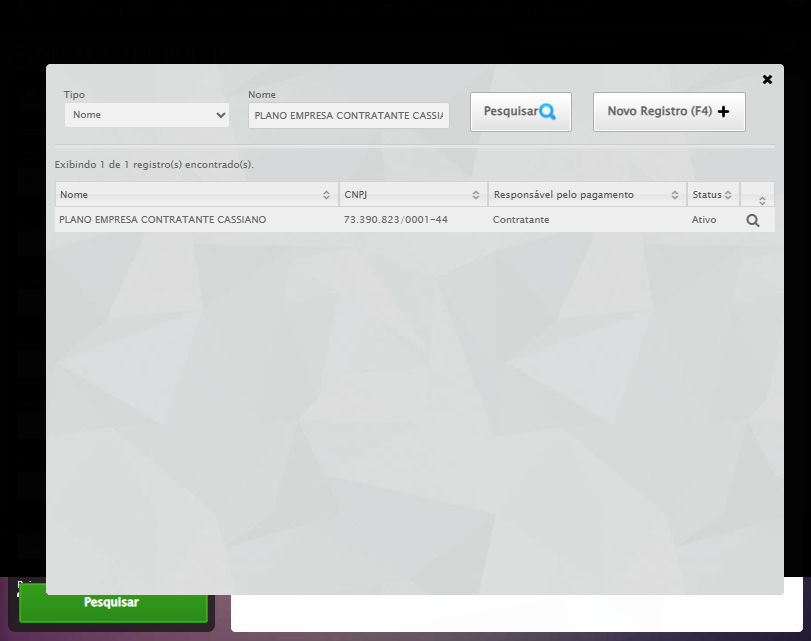 Tipo Nome
Nome PLANO EMPRESA CONTRATANTE CASSIA Pesquisar Novo Registro (F4)
Exibindo 1 de 1 registro(s) encontrado(s).
Nome CNPJ Responsável pelo pagamento Status
PLANO EMPRESA CONTRATANTE CASSIANO 73.390.823/0001-44 Contratante Ativo
Pesquisar